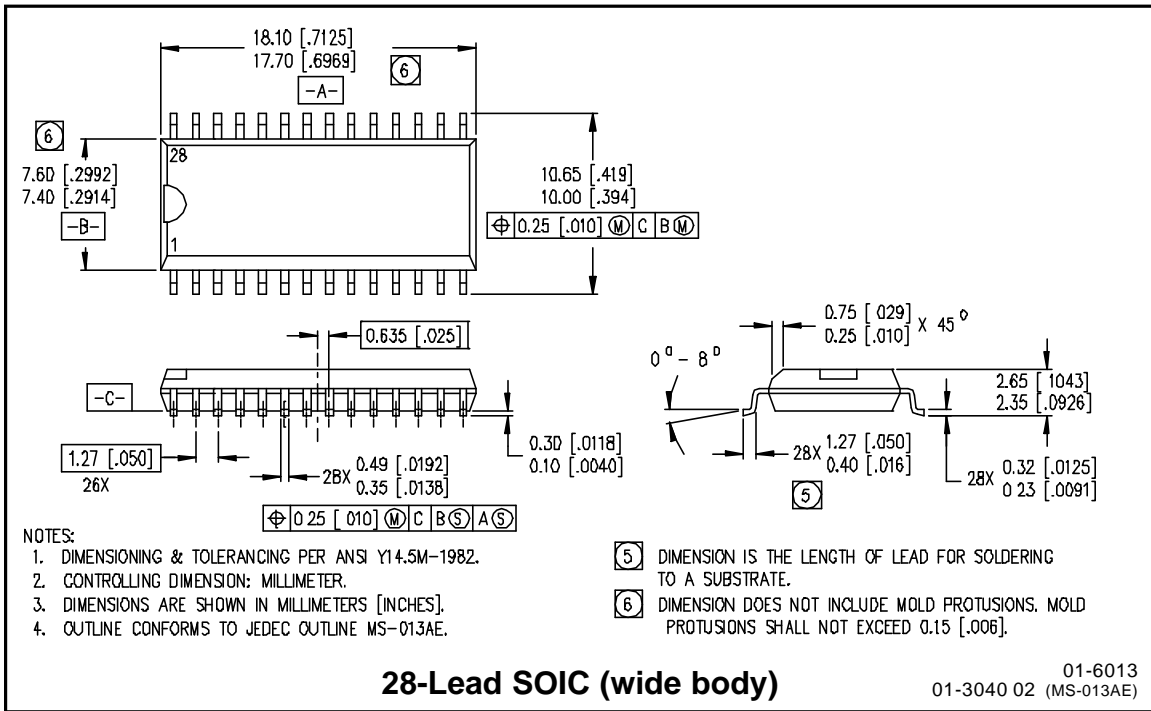 18.10 [.7125]
17.70 [.6969]
6
-A-
6
28
7.60 [.2992]
7.40 [.2914]
-B-
1
10.65 [.419]
10.00 [.394]
⌖ 0.25 [.010] Ⓜ C B Ⓜ
0.635 [.025]
-C-
1.27 [.050]
26X
28X 0.49 [.0192]
0.35 [.0138]
0.30 [.0118]
0.10 [.0040]
⌖ 0 25 [ 010] Ⓜ C B Ⓢ A Ⓢ
0.75 [ 029]
0.25 [.010] X 45°
0° - 8°
2.65 [ 1043]
2.35 [.0926]
28X 1.27 [.050]
0.40 [.016]
5
28X 0.32 [.0125]
0 23 [.0091]
NOTES:
1. DIMENSIONING & TOLERANCING PER ANSI Y14.5M-1982.
2. CONTROLLING DIMENSION: MILLIMETER.
3. DIMENSIONS ARE SHOWN IN MILLIMETERS [INCHES].
4. OUTLINE CONFORMS TO JEDEC OUTLINE MS-013AE.
5 DIMENSION IS THE LENGTH OF LEAD FOR SOLDERING
TO A SUBSTRATE.
6 DIMENSION DOES NOT INCLUDE MOLD PROTUSIONS. MOLD
PROTUSIONS SHALL NOT EXCEED 0.15 [.006].
28-Lead SOIC (wide body)
01-6013
01-3040 02 (MS-013AE)